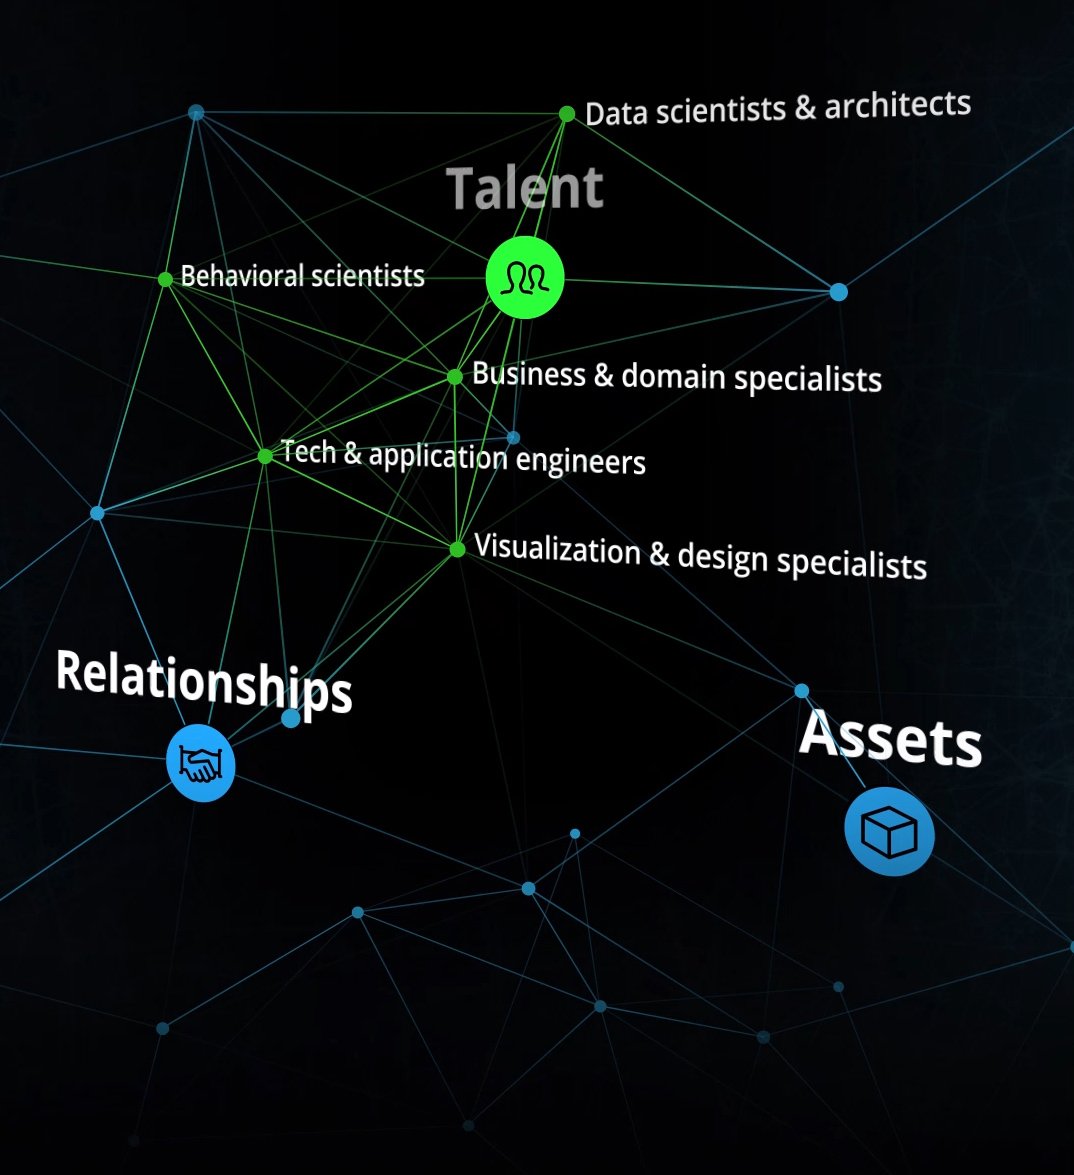 Data scientists & architects
Talent
Behavioral scientists
Business & domain specialists
Tech & application engineers
Visualization & design specialists
Relationships
Assets